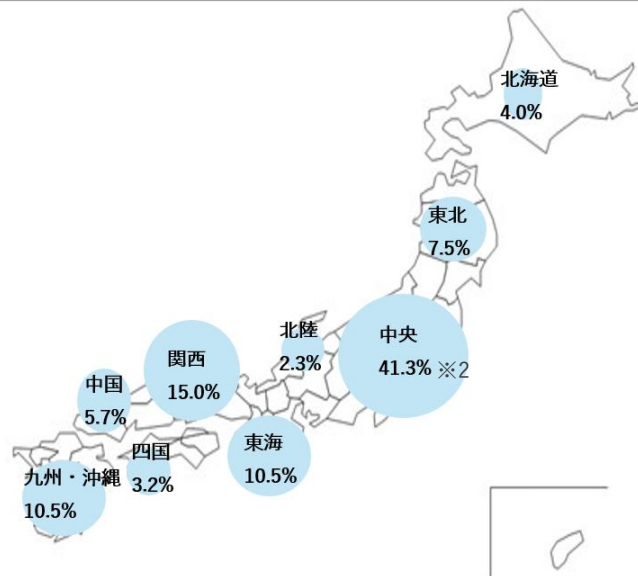 北海道
4.0%
東北
7.5%
中央
41.3% ※2
北陸
2.3%
関西
15.0%
中国
5.7%
東海
10.5%
四国
3.2%
九州・沖縄
10.5%